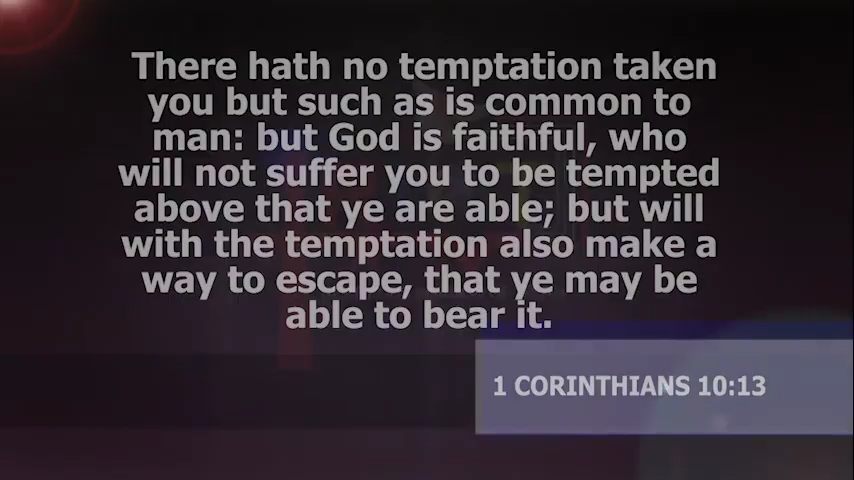 There hath no temptation taken
you but such as is common to
man: but God is faithful, who
will not suffer you to be tempted
above that ye are able; but will
with the temptation also make a
way to escape, that ye may be
able to bear it.
1 CORINTHIANS 10:13